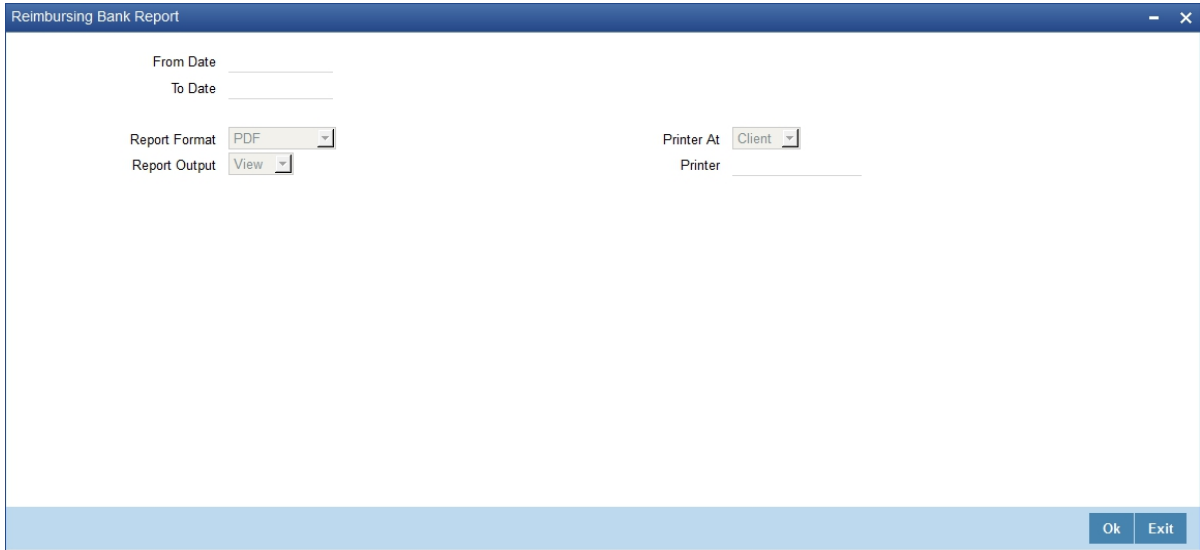 Reimbursing Bank Report
From Date
To Date
Report Format PDF
Printer At Client
Report Output View
Printer
Ok Exit